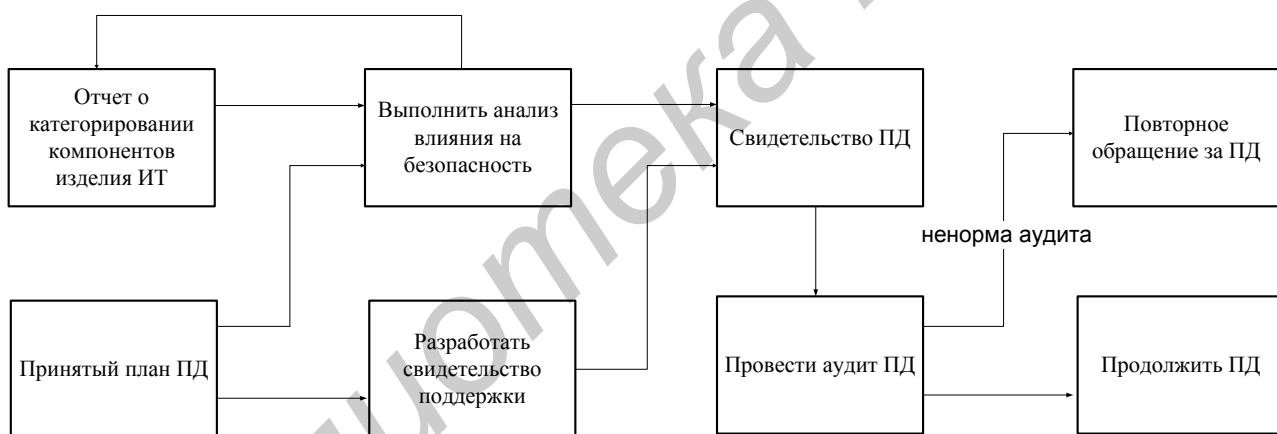 Отчет о
категорировании
компонентов
изделия ИТ
Выполнить анализ
влияния на
безопасность
Свидетельство ПД
Повторное
обращение за ПД
ненорма аудита
Принятый план ПД
Разработать
свидетельство
поддержки
Провести аудит ПД
Продолжить ПД